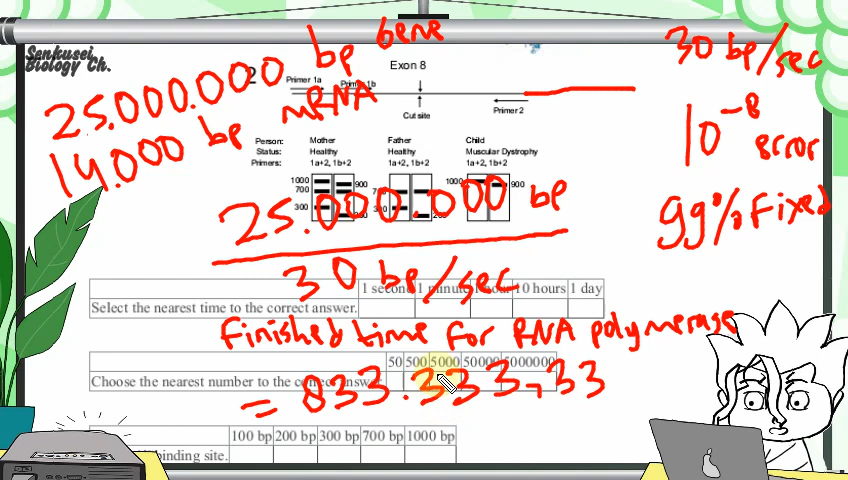 Senkusei
Biology Ch.
25.000.000 bp Gene
14.000 bp mRNA
30 bp/sec
10⁻⁸ error
99% Fixed
2
Exon 8
Primer 1a
Primer 1b
Cut site
Primer 2
Person: Mother Father Child
Status: Healthy Healthy Muscular Dystrophy
Primers: 1a+2, 1b+2 1a+2, 1b+2 1a+2, 1b+2
1000
700
300
900
1000
900
25.000.000 bp
30 bp/sec
1 second 1 minute 10 hours 1 day
Select the nearest time to the correct answer.
Finished time for RNA polymerase
50 500 5000 50000 5000000
Choose the nearest number to the
= 833.333,33
100 bp 200 bp 300 bp 700 bp 1000 bp
binding site.